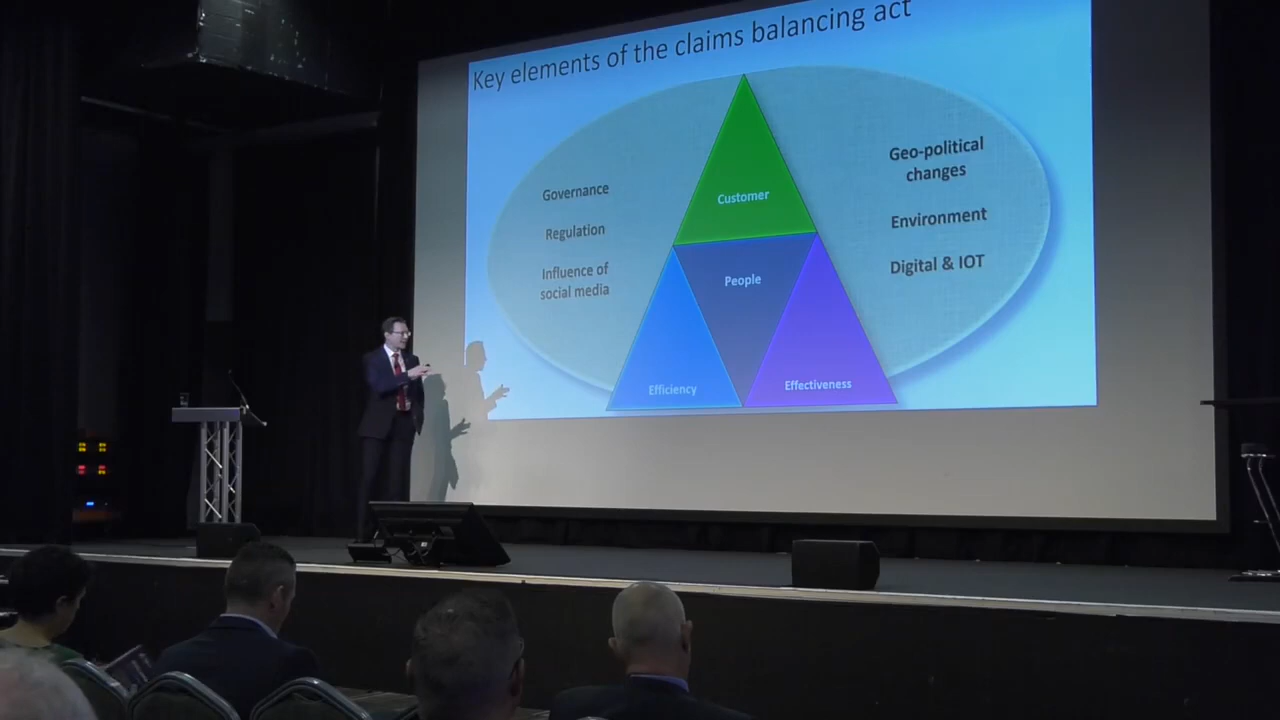 Key elements of the claims balancing act
Governance
Regulation
Influence of
social media
Customer
People
Efficiency
Effectiveness
Geo-political
changes
Environment
Digital & IOT